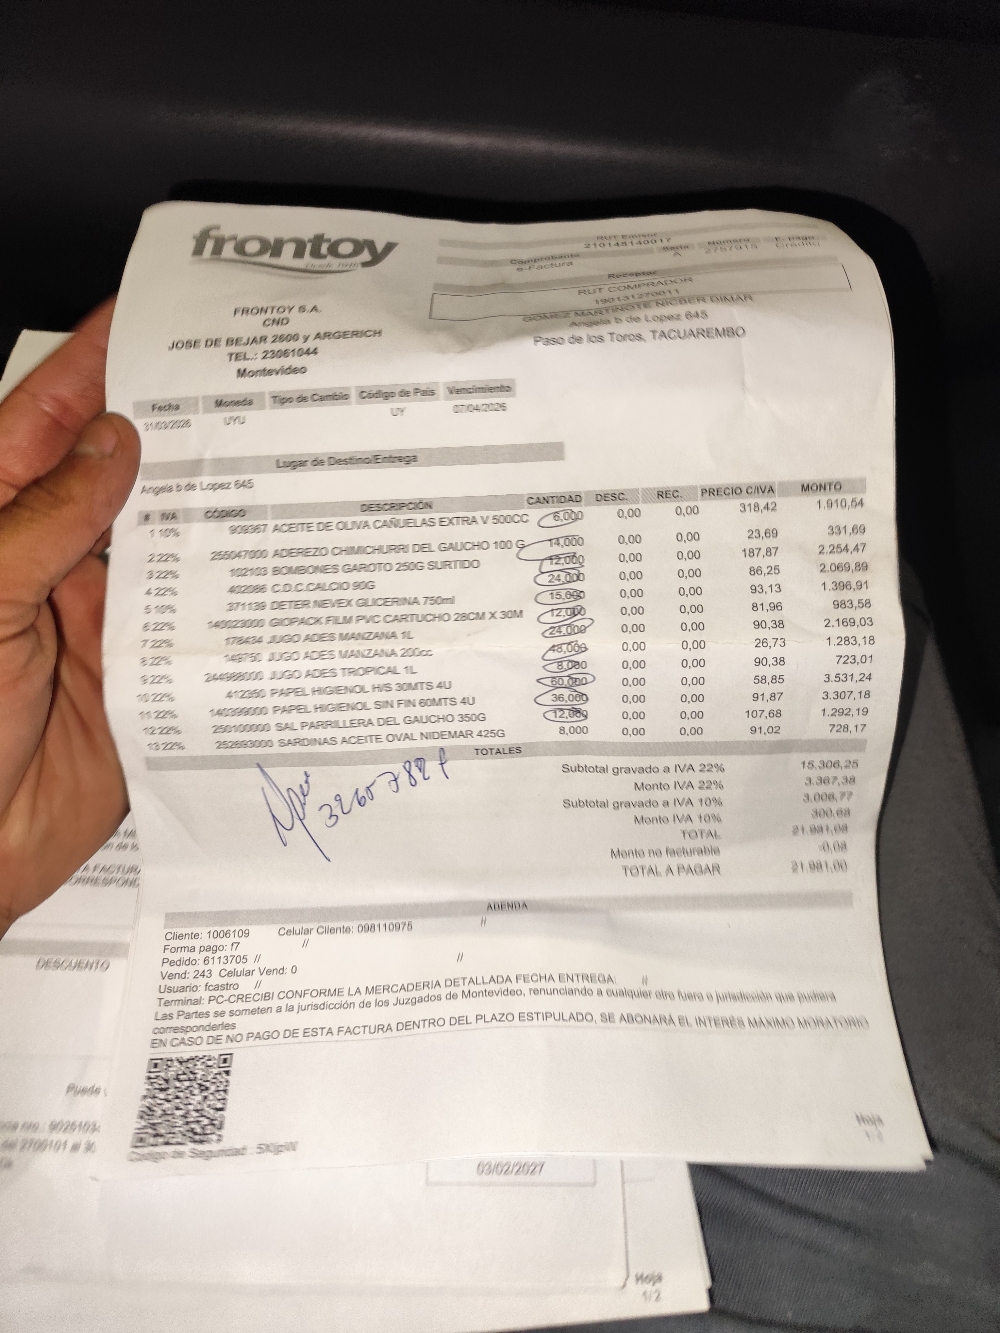 frontoy
FRONTOY S.A.
CND
JOSE DE BEJAR 2600 y ARGERICH
TEL.: 23061044
Montevideo
RUT Emisor
210148140017
Comprobante Serie Número F. pago
e-Factura A Crédito
Receptor
RUT COMPRADOR
190131270011
GOMEZ MARTINOTE NICBER DIMAR
Angela b de Lopez 645
Paso de los Toros, TACUAREMBO
Fecha Moneda Tipo de Cambio Código de País Vencimiento
31/03/2026 UYU UY 07/04/2026
Lugar de Destino/Entrega
Angela b de Lopez 645
# IVA CÓDIGO DESCRIPCIÓN CANTIDAD DESC. REC. PRECIO C/IVA MONTO
1 10% 909367 ACEITE DE OLIVA CAÑUELAS EXTRA V 500CC 6,000 0,00 0,00 318,42 1.910,54
2 22% 255047000 ADEREZO CHIMICHURRI DEL GAUCHO 100 G 14,000 0,00 0,00 23,69 331,69
3 22% 102103 BOMBONES GAROTO 250G SURTIDO 12,000 0,00 0,00 187,87 2.254,47
4 22% 402086 C.D.C.CALCIO 90G 24,000 0,00 0,00 86,25 2.069,89
5 10% 371139 DETER NEVEX GLICERINA 750ml 15,000 0,00 0,00 93,13 1.396,91
6 22% 140023000 GIOPACK FILM PVC CARTUCHO 28CM X 30M 12,000 0,00 0,00 81,96 983,58
7 22% 178434 JUGO ADES MANZANA 1L 24,000 0,00 0,00 90,38 2.169,03
8 22% 149750 JUGO ADES MANZANA 200cc 48,000 0,00 0,00 26,73 1.283,18
9 22% 244988000 JUGO ADES TROPICAL 1L 8,000 0,00 0,00 90,38 723,01
10 22% 412350 PAPEL HIGIENOL H/S 30MTS 4U 60,000 0,00 0,00 58,85 3.531,24
11 22% 140399000 PAPEL HIGIENOL SIN FIN 60MTS 4U 36,000 0,00 0,00 91,87 3.307,18
12 22% 250100000 SAL PARRILLERA DEL GAUCHO 350G 12,000 0,00 0,00 107,68 1.292,19
13 22% 252693000 SARDINAS ACEITE OVAL NIDEMAR 425G 8,000 0,00 0,00 91,02 728,17
TOTALES
Subtotal gravado a IVA 22% 15.306,25
Monto IVA 22% 3.367,38
Subtotal gravado a IVA 10% 3.006,77
Monto IVA 10% 300,68
TOTAL 21.981,08
Monto no facturable -0,08
TOTAL A PAGAR 21.981,00
ADENDA
Cliente: 1006109 Celular Cliente: 098110975 //
Forma pago: f7 //
Pedido: 6113705 // //
Vend: 243 Celular Vend: 0
Usuario: fcastro //
Terminal: PC-CRECIBI CONFORME LA MERCADERIA DETALLADA FECHA ENTREGA: //
Las Partes se someten a la jurisdicción de los Juzgados de Montevideo, renunciando a cualquier otro fuero o jurisdicción que pudiera
corresponderles
EN CASO DE NO PAGO DE ESTA FACTURA DENTRO DEL PLAZO ESTIPULADO, SE ABONARÁ EL INTERÉS MÁXIMO MORATORIO
Código de Seguridad:
Hoja
DESCUENTO
03/02/2027
Hoja
1/2